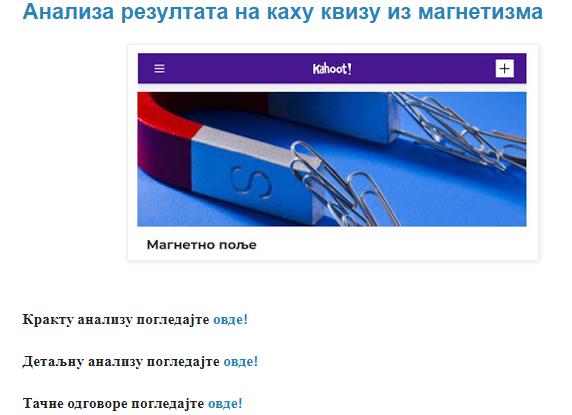 Анализа резултата на каху квизу из магнетизма
Kahoot!
S
Магнетно поље
Кракту анализу погледајте овде!
Детаљну анализу погледајте овде!
Тачне одговоре погледајте овде!